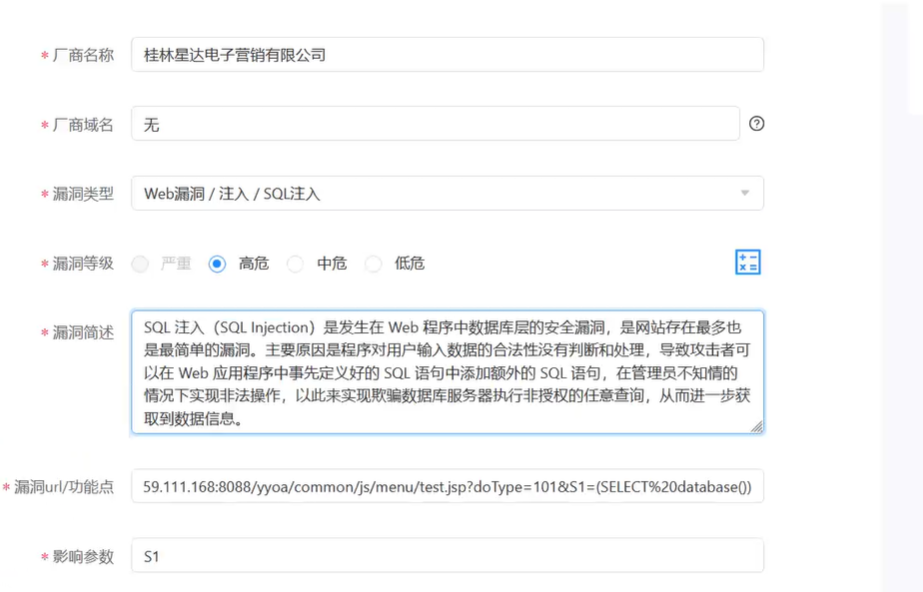 * 厂商名称 桂林星达电子营销有限公司
* 厂商域名 无
* 漏洞类型 Web漏洞 / 注入 / SQL注入
* 漏洞等级 严重 高危 中危 低危
* 漏洞简述 SQL 注入（SQL Injection）是发生在 Web 程序中数据库层的安全漏洞，是网站存在最多也
是最简单的漏洞。主要原因是程序对用户输入数据的合法性没有判断和处理，导致攻击者可
以在 Web 应用程序中事先定义好的 SQL 语句中添加额外的 SQL 语句，在管理员不知情的
情况下实现非法操作，以此来实现欺骗数据库服务器执行非授权的任意查询，从而进一步获
取到数据信息。
* 漏洞url/功能点 59.111.168:8088/yyoa/common/js/menu/test.jsp?doType=101&S1=(SELECT%20database())
* 影响参数 S1